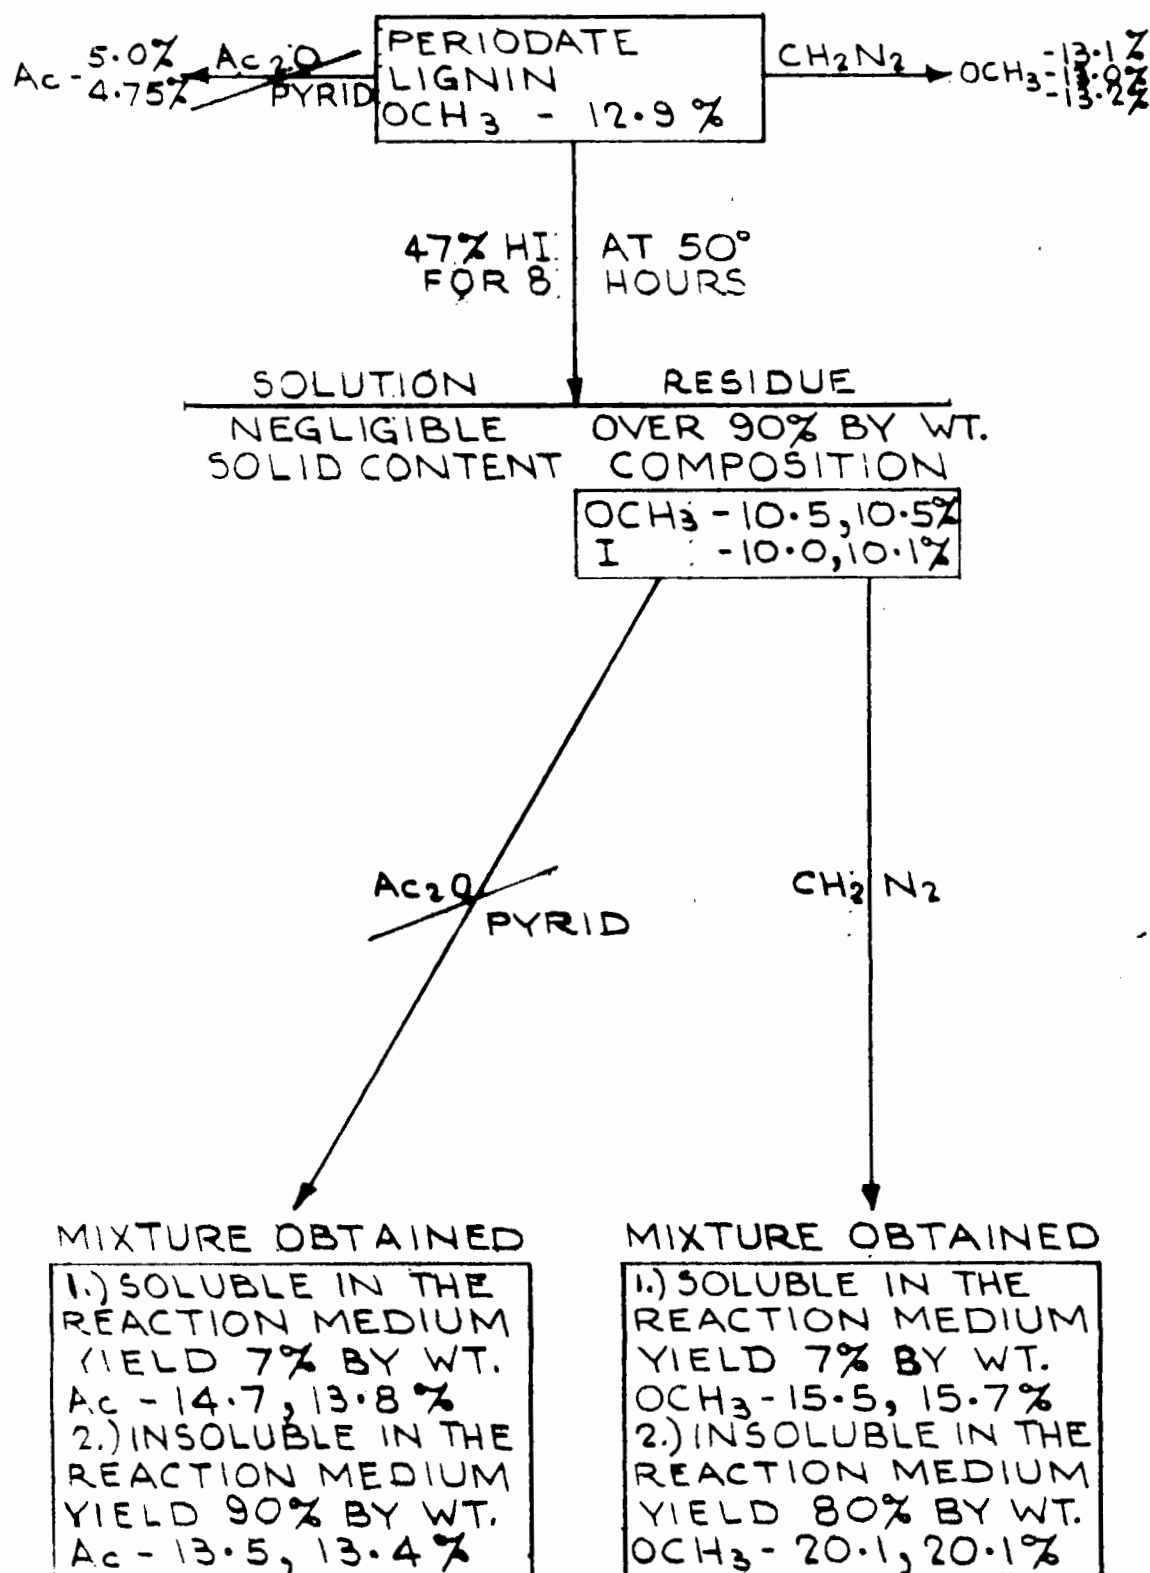 5.0%
Ac - 4.75%
Ac₂O
PYRID
PERIODATE
LIGNIN
OCH₃ - 12.9 %
CH₂N₂
-13.1%
OCH₃
-13.2%
47% HI AT 50°
FOR 8 HOURS
SOLUTION RESIDUE
NEGLIGIBLE OVER 90% BY WT.
SOLID CONTENT COMPOSITION
OCH₃ - 10.5, 10.5%
I - 10.0, 10.1%
Ac₂O
PYRID
CH₂N₂
MIXTURE OBTAINED
1.) SOLUBLE IN THE
REACTION MEDIUM
YIELD 7% BY WT.
Ac - 14.7, 13.8 %
2.) INSOLUBLE IN THE
REACTION MEDIUM
YIELD 90% BY WT.
Ac - 13.5, 13.4 %
MIXTURE OBTAINED
1.) SOLUBLE IN THE
REACTION MEDIUM
YIELD 7% BY WT.
OCH₃ - 15.5, 15.7%
2.) INSOLUBLE IN THE
REACTION MEDIUM
YIELD 80% BY WT.
OCH₃ - 20.1, 20.1%